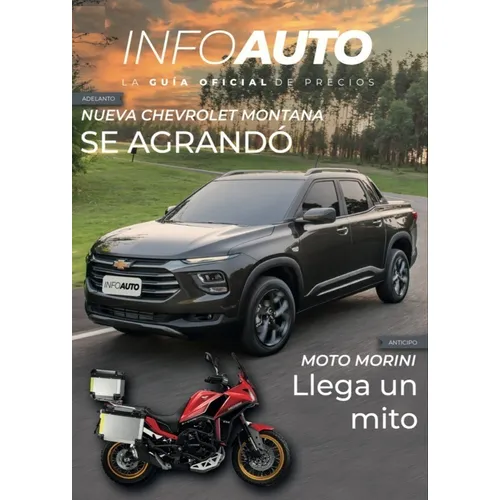 INFOAUTO
LA GUÍA OFICIAL DE PRECIOS
ADELANTO
NUEVA CHEVROLET MONTANA
SE AGRANDÓ
INFOAUTO
ANTICIPO
MOTO MORINI
Llega un
mito